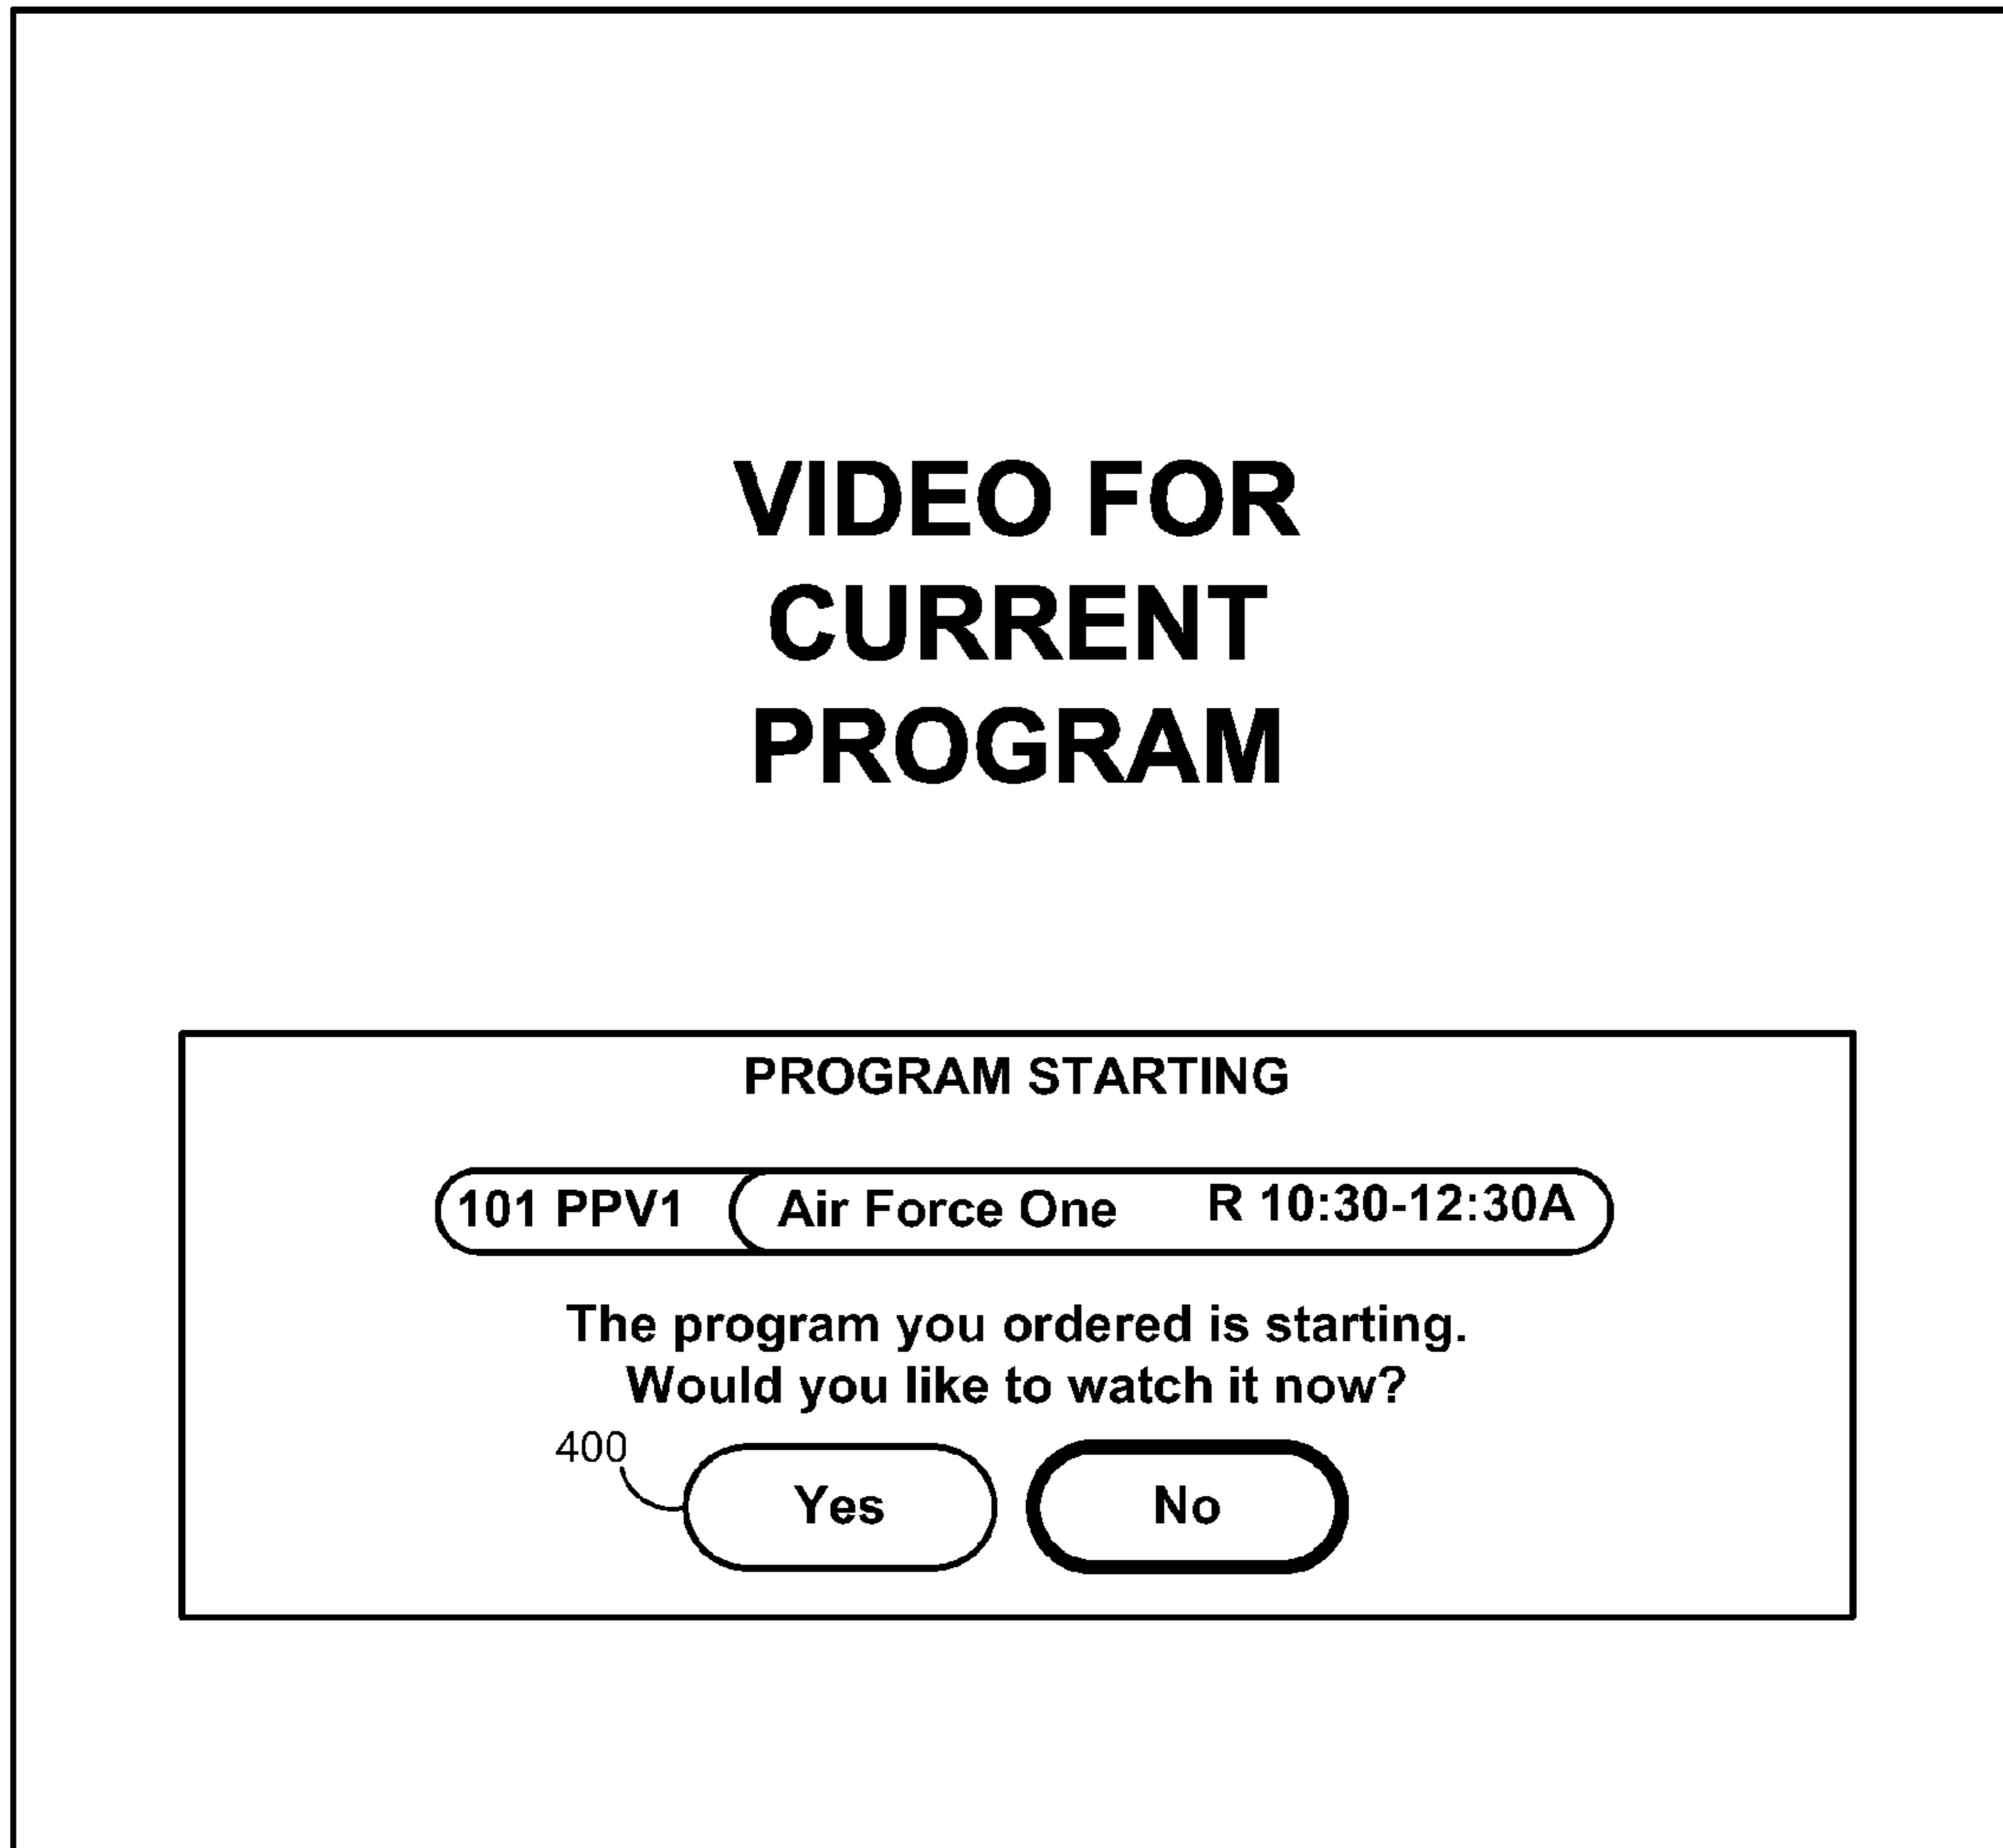 VIDEO FOR
CURRENT
PROGRAM
PROGRAM STARTING
101 PPV1 Air Force One R 10:30-12:30A
The program you ordered is starting.
Would you like to watch it now?
400
Yes No